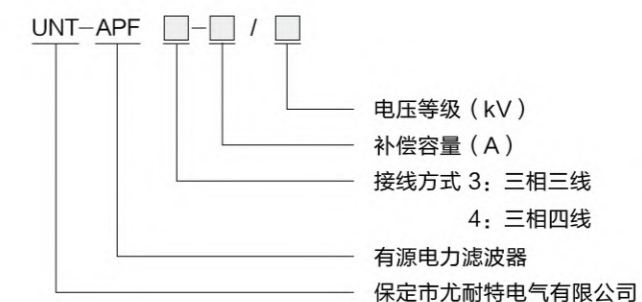 UNT-APF □-□ / □
电压等级（kV）
补偿容量（A）
接线方式 3：三相三线
4：三相四线
有源电力滤波器
保定市尤耐特电气有限公司